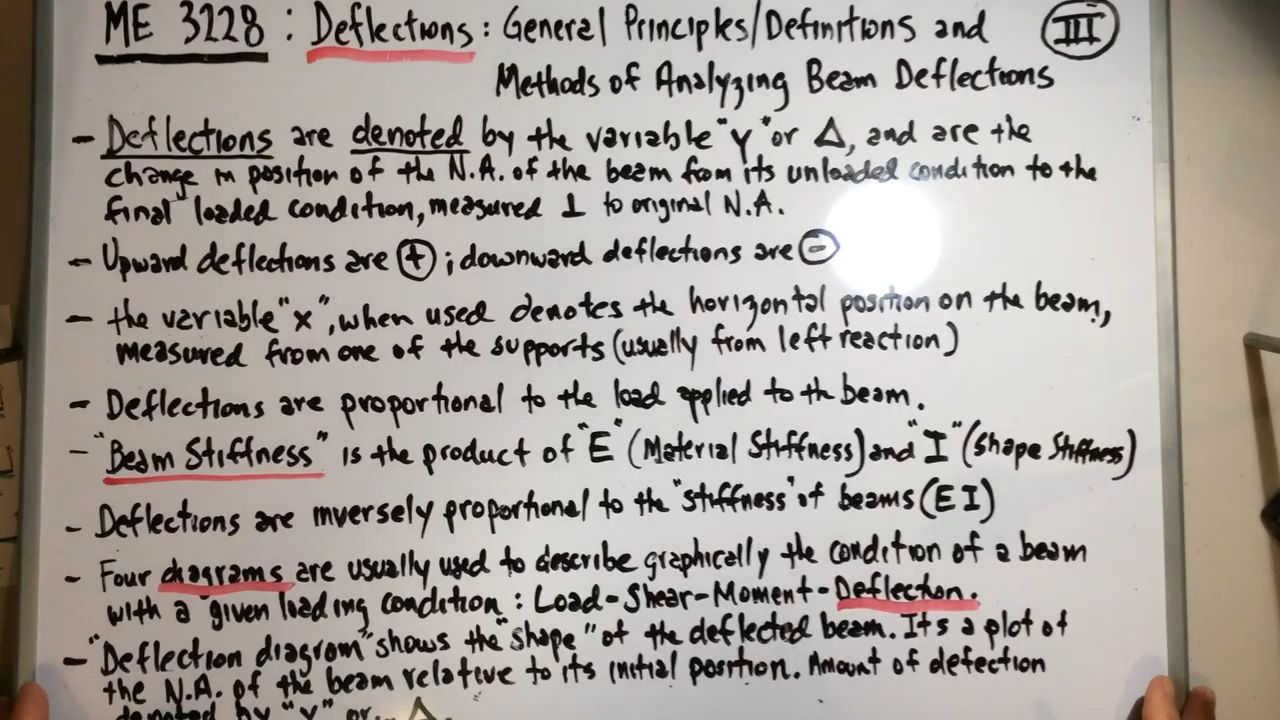 ME 3228 : Deflections : General Principles/Definitions and III
Methods of Analyzing Beam Deflections
- Deflections are denoted by the variable "y" or Δ, and are the
change in position of the N.A. of the beam from its unloaded condition to the
final loaded condition, measured ⊥ to original N.A.
- Upward deflections are (+) ; downward deflections are (-)
- the variable "x", when used denotes the horizontal position on the beam,
measured from one of the supports (usually from left reaction)
- Deflections are proportional to the load applied to th beam.
- "Beam Stiffness" is the product of "E" (Material Stiffness) and "I" (Shape Stiffness)
- Deflections are inversely proportional to the "stiffness" of beams (EI)
- Four diagrams are usually used to describe graphically the condition of a beam
with a given loading condition : Load-Shear-Moment-Deflection.
- "Deflection diagram" shows the "shape" of the deflected beam. It's a plot of
the N.A. of the beam relative to its initial position. Amount of defection
denoted by "y" or Δ.